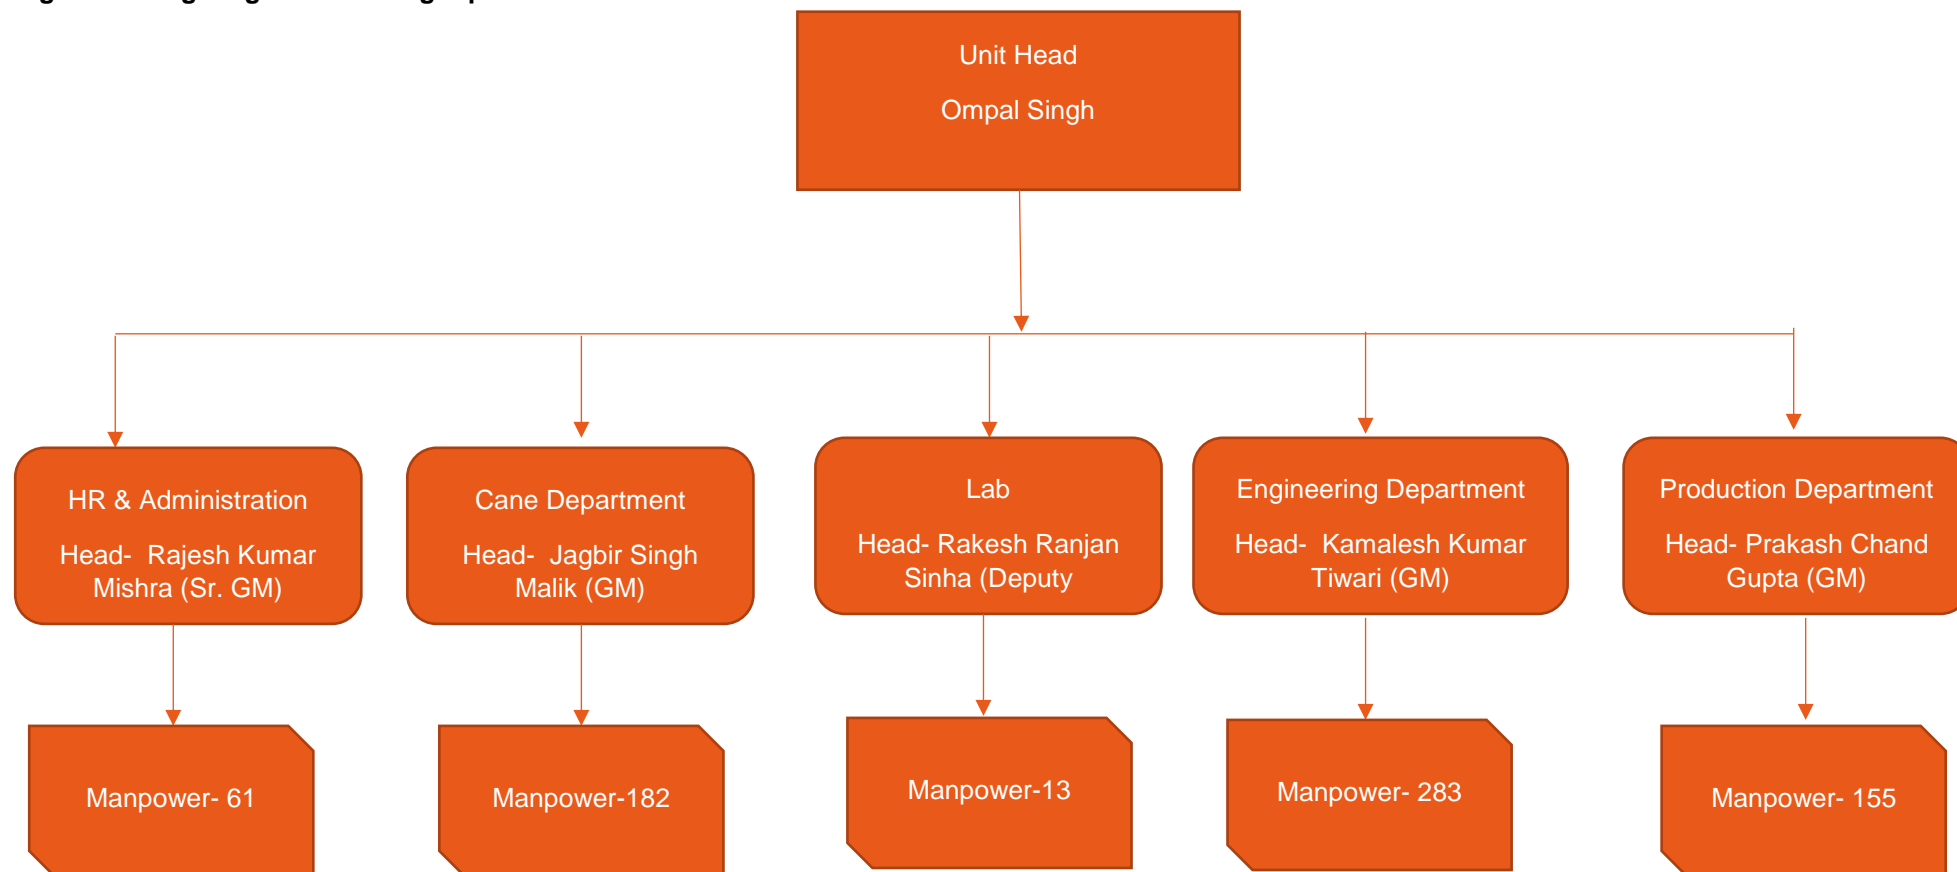 Unit Head
Ompal Singh
HR & Administration
Head-  Rajesh Kumar
Mishra (Sr. GM)
Cane Department
Head-  Jagbir Singh
Malik (GM)
Lab
Head- Rakesh Ranjan
Sinha (Deputy
Engineering Department
Head-  Kamalesh Kumar
Tiwari (GM)
Production Department
Head- Prakash Chand
Gupta (GM)
Manpower- 61
Manpower-182
Manpower-13
Manpower- 283
Manpower- 155